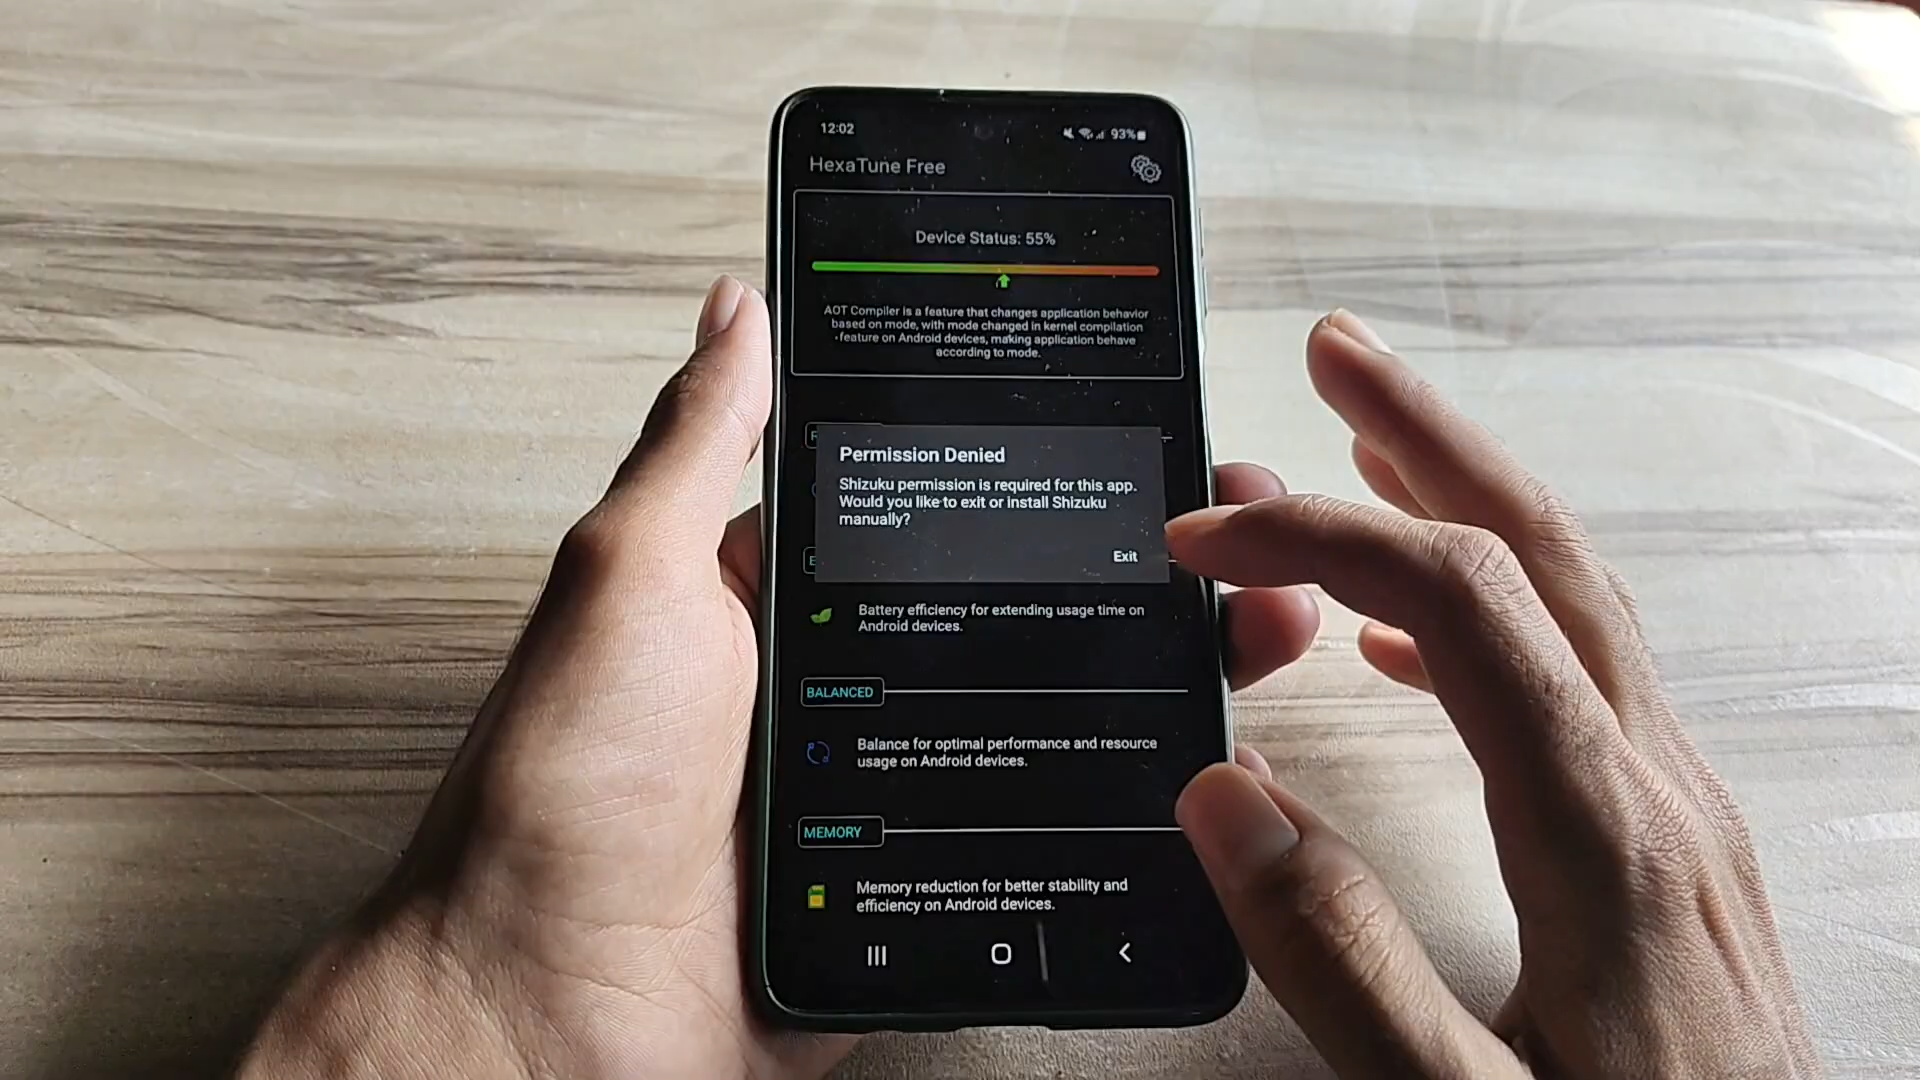 12:02
93%
HexaTune Free
Device Status: 55%
AOT Compiler is a feature that changes application behavior
based on mode, with mode changed in kernel compilation
feature on Android devices, making application behave
according to mode.
Permission Denied
Shizuku permission is required for this app.
Would you like to exit or install Shizuku
manually?
Exit
Battery efficiency for extending usage time on
Android devices.
BALANCED
Balance for optimal performance and resource
usage on Android devices.
MEMORY
Memory reduction for better stability and
efficiency on Android devices.